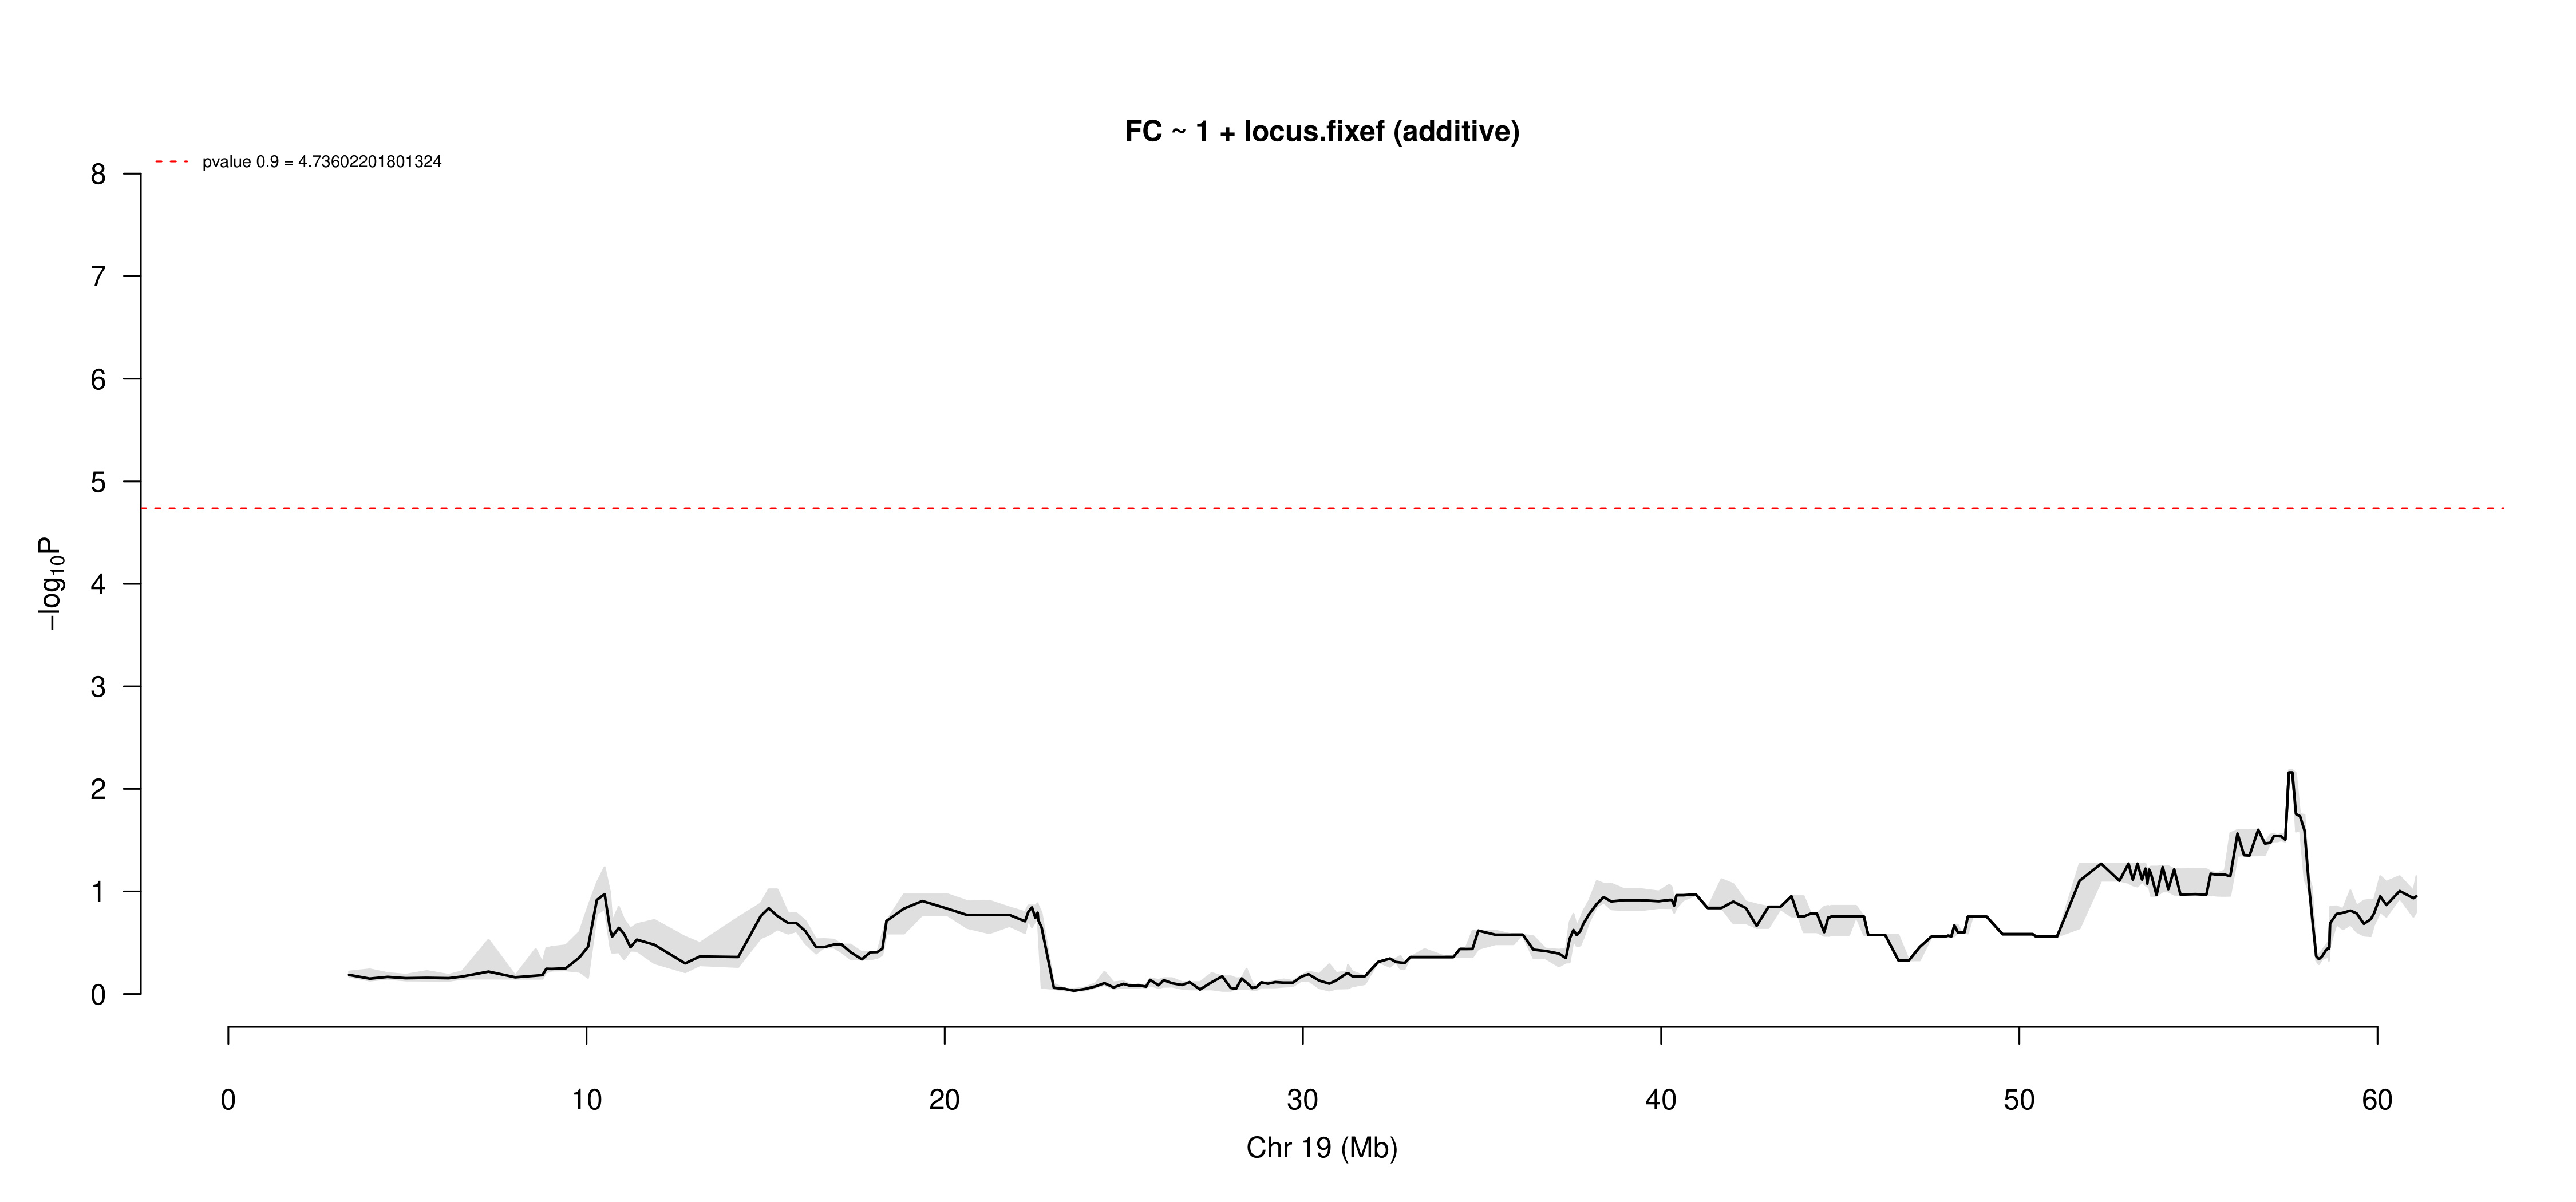 FC ~ 1 + locus.fixef (additive)
pvalue 0.9 = 4.73602201801324
8
7
6
5
4
3
2
1
0
−log10P
0 10 20 30 40 50 60
Chr 19 (Mb)